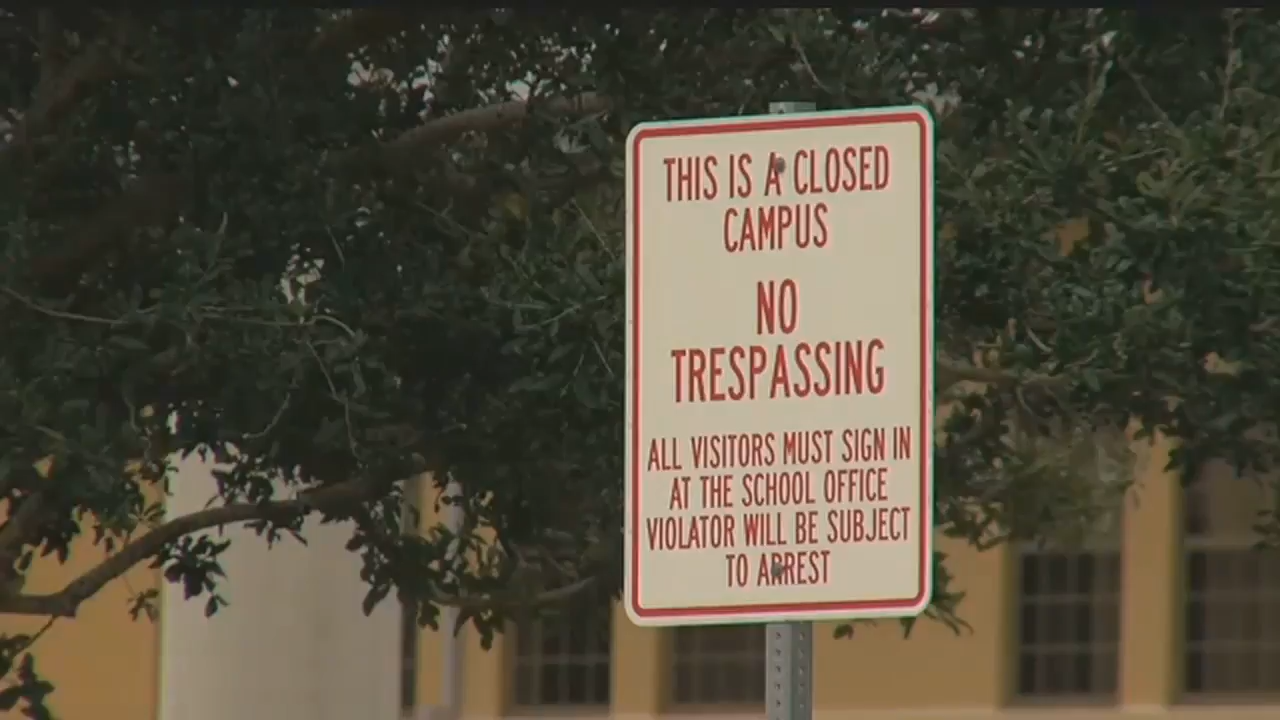 THIS IS A CLOSED
CAMPUS
NO
TRESPASSING
ALL VISITORS MUST SIGN IN
AT THE SCHOOL OFFICE
VIOLATOR WILL BE SUBJECT
TO ARREST